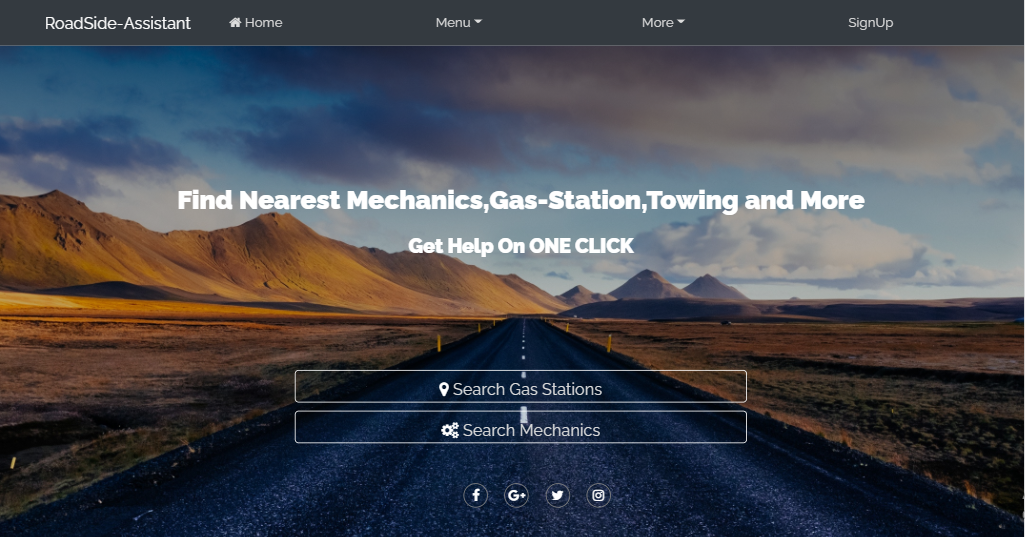 RoadSide-Assistant Home Menu More SignUp
Find Nearest Mechanics,Gas-Station,Towing and More
Get Help On ONE CLICK
Search Gas Stations
Search Mechanics
f G+